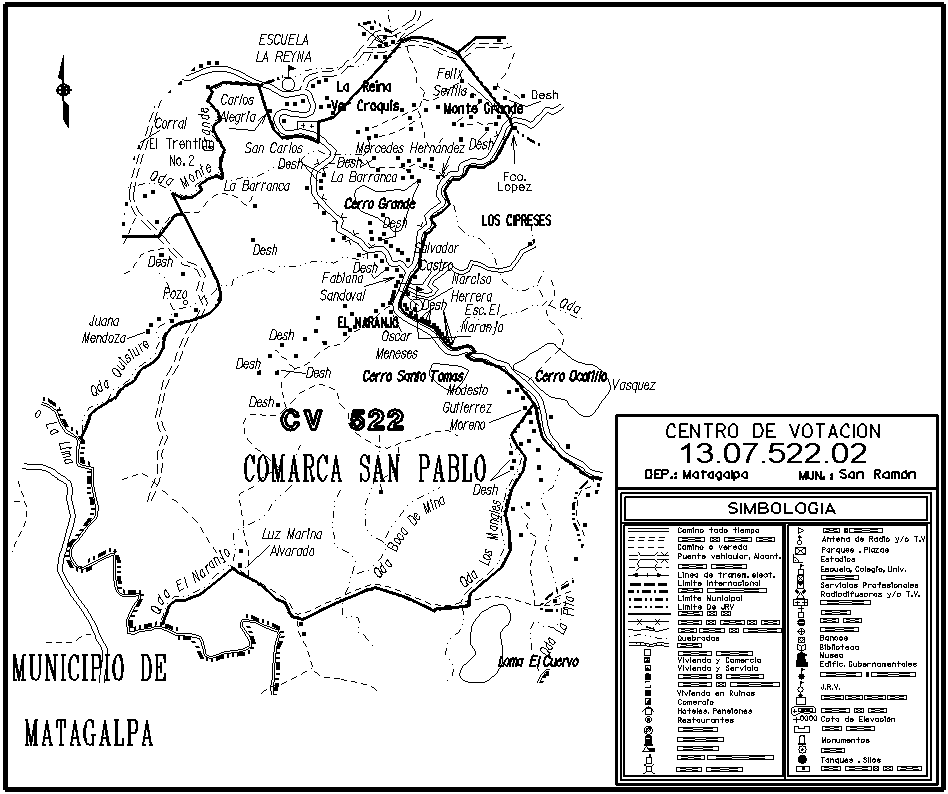 ESCUELA
LA REYNA
La Reina
Ver Croquis
Felix
Monte Grande
Desh
Carlos
Alegria
Corral
El Trentino
No. 2
Qda Monte Grande
San Carlos
Desh
Mercedes Hernández
Desh
Desh
La Barranca
La Barranca
Fco.
Lopez
Cerro Grande
Desh
LOS CIPRESES
Salvador
Castro
Desh
Desh
Desh
Fabiana
Sandoval
Narciso
Herrera
Desh
Esc. El
Naranjo
Qda
Pozo
Juana
Mendoza
EL NARANJO
Oscar
Meneses
Desh
Desh
Desh
Qda Quisiure
Cerro Santo Tomas
Cerro Ocotillo
Vasquez
Modesto
Gutierrez
Moreno
Desh
CV 522
COMARCA SAN PABLO
La Lima
Desh
Qda Boca De Mina
Qda Los Mangles
Luz Marina
Alvarado
Qda El Naranjo
Qda La Pita
Loma El Cuervo
MUNICIPIO DE
MATAGALPA
CENTRO DE VOTACION
13.07.522.02
DEP.: Matagalpa MUN.: San Ramón
SIMBOLOGIA
Camino todo tiempo
Camino o vereda
Puente vehicular, Alcant.
Linea de transm. elect.
Limite Internacional
Limite Municipal
Limite De JRV
Quebradas
Vivienda y Comercio
Vivienda y Servicio
Vivienda en Ruinas
Comercio
Hoteles, Pensiones
Restaurantes
Antena de Radio y/o T.V
Parques . Plazas
Estadios
Escuela, Colegio, Univ.
Servicios Profesionales
Radiodifusoras y/o T.V.
Bancos
Biblioteca
Museo
Edific. Gubernamentales
J.R.V.
Cota de Elevación
Monumentos
Tanques . Silos